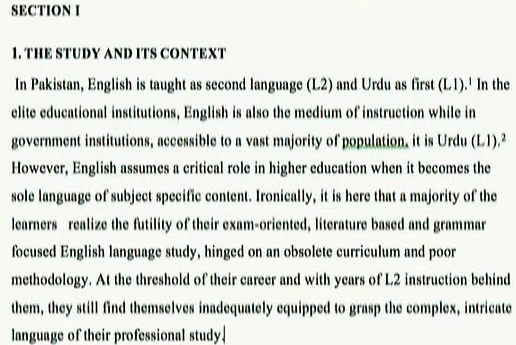 SECTION I
1. THE STUDY AND ITS CONTEXT
In Pakistan, English is taught as second language (L2) and Urdu as first (L1).¹ In the
elite educational institutions, English is also the medium of instruction while in
government institutions, accessible to a vast majority of population, it is Urdu (L1).²
However, English assumes a critical role in higher education when it becomes the
sole language of subject specific content. Ironically, it is here that a majority of the
learners realize the futility of their exam-oriented, literature based and grammar
focused English language study, hinged on an obsolete curriculum and poor
methodology. At the threshold of their career and with years of L2 instruction behind
them, they still find themselves inadequately equipped to grasp the complex, intricate
language of their professional study.